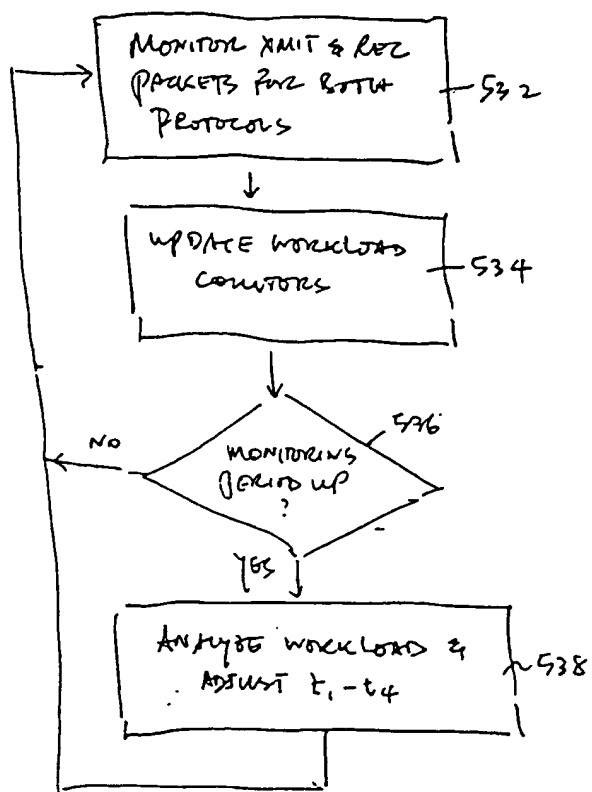 MONITOR XMIT & REC
PACKETS FOR BOTH
PROTOCOLS
532
UPDATE WORKLOAD
COUNTORS
534
536
NO
MONITORING
PERIOD UP
?
YES
ANALYZE WORKLOAD &
ADJUST t₁-t₄
538